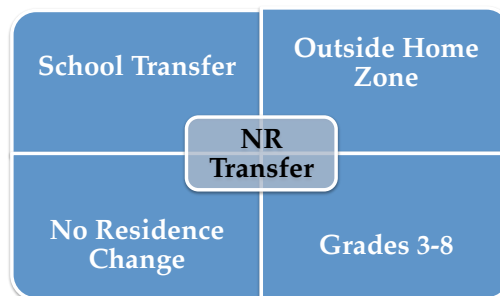 School Transfer
Outside Home
Zone
NR
Transfer
No Residence
Change
Grades 3-8